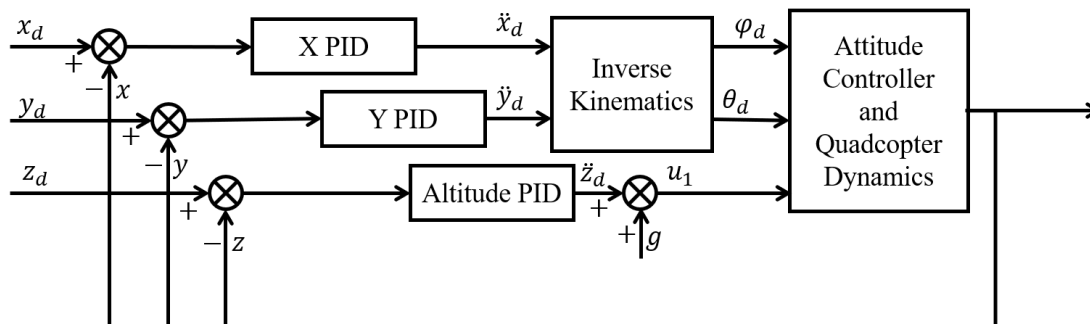 x_d
+
−
x
X PID
ẍ_d
Inverse
Kinematics
φ_d
Attitude
Controller
and
Quadcopter
Dynamics
y_d
+
−
y
Y PID
ÿ_d
θ_d
z_d
+
−
z
Altitude PID
z̈_d
+
u_1
+
g